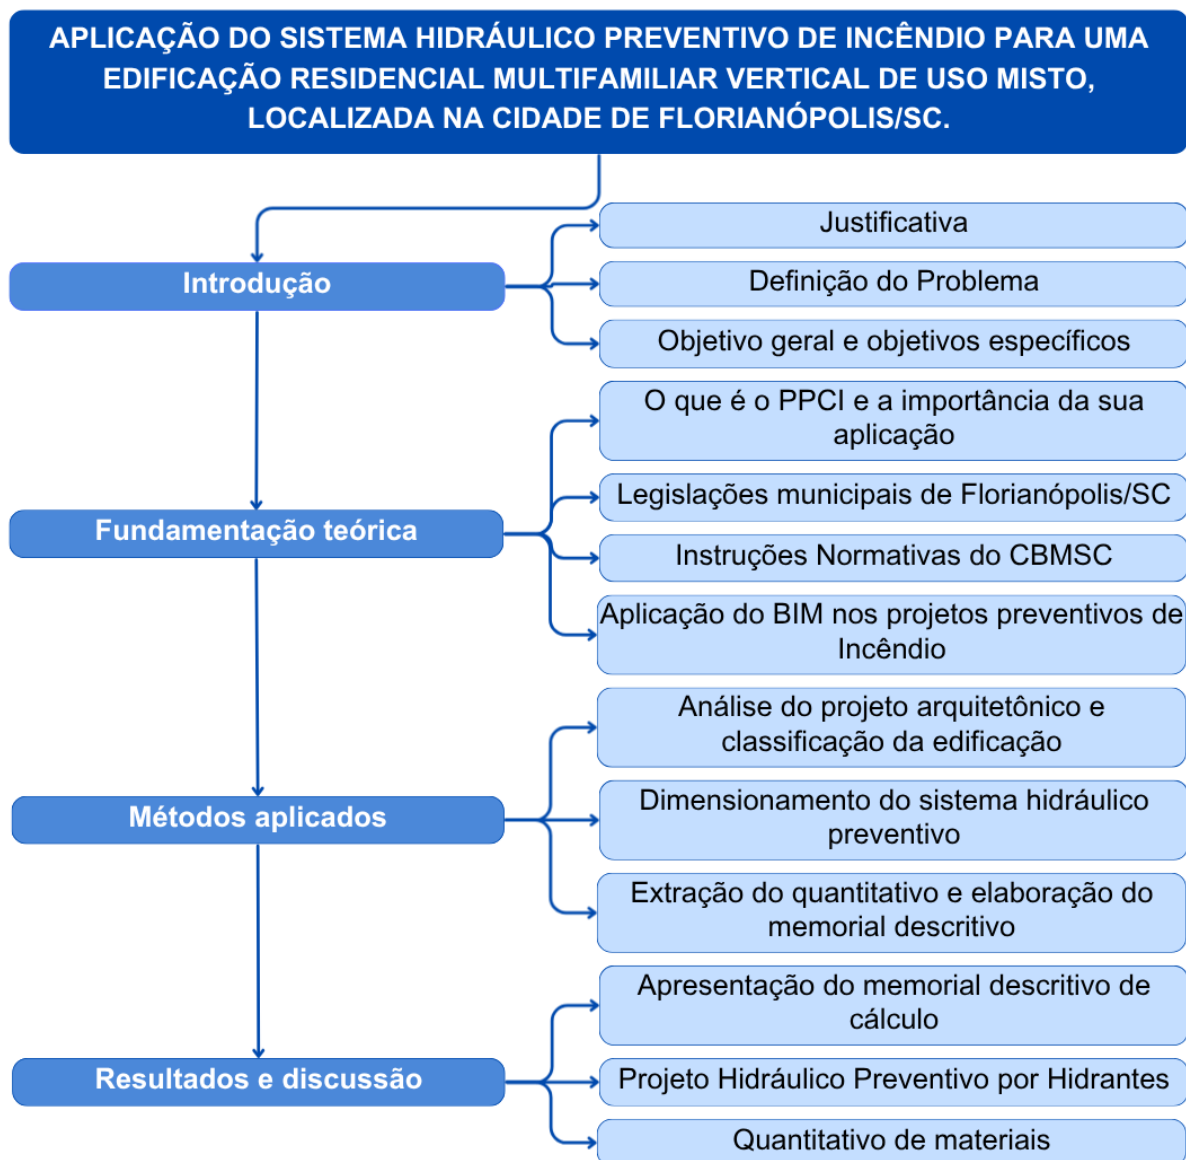 APLICAÇÃO DO SISTEMA HIDRÁULICO PREVENTIVO DE INCÊNDIO PARA UMA
EDIFICAÇÃO RESIDENCIAL MULTIFAMILIAR VERTICAL DE USO MISTO,
LOCALIZADA NA CIDADE DE FLORIANÓPOLIS/SC.
Introdução
Justificativa
Definição do Problema
Objetivo geral e objetivos específicos
Fundamentação teórica
O que é o PPCI e a importância da sua
aplicação
Legislações municipais de Florianópolis/SC
Instruções Normativas do CBMSC
Aplicação do BIM nos projetos preventivos de
Incêndio
Métodos aplicados
Análise do projeto arquitetônico e
classificação da edificação
Dimensionamento do sistema hidráulico
preventivo
Extração do quantitativo e elaboração do
memorial descritivo
Resultados e discussão
Apresentação do memorial descritivo de
cálculo
Projeto Hidráulico Preventivo por Hidrantes
Quantitativo de materiais